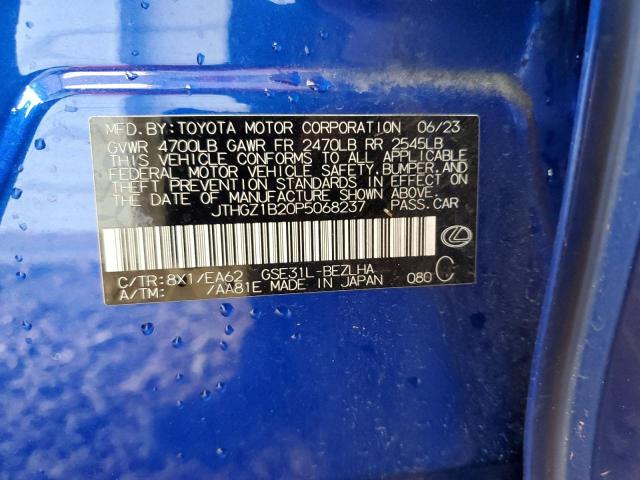 MFD. BY: TOYOTA MOTOR CORPORATION 06/23
GVWR 4700LB GAWR FR 2470LB RR 2545LB
THIS VEHICLE CONFORMS TO ALL APPLICABLE
FEDERAL MOTOR VEHICLE SAFETY, BUMPER, AND
THEFT PREVENTION STANDARDS IN EFFECT ON
THE DATE OF MANUFACTURE SHOWN ABOVE.
JTHGZ1B20P5068237 PASS. CAR
C/TR: 8X1/EA62 GSE31L-BEZLHA
A/TM: /AA81E MADE IN JAPAN 080 C